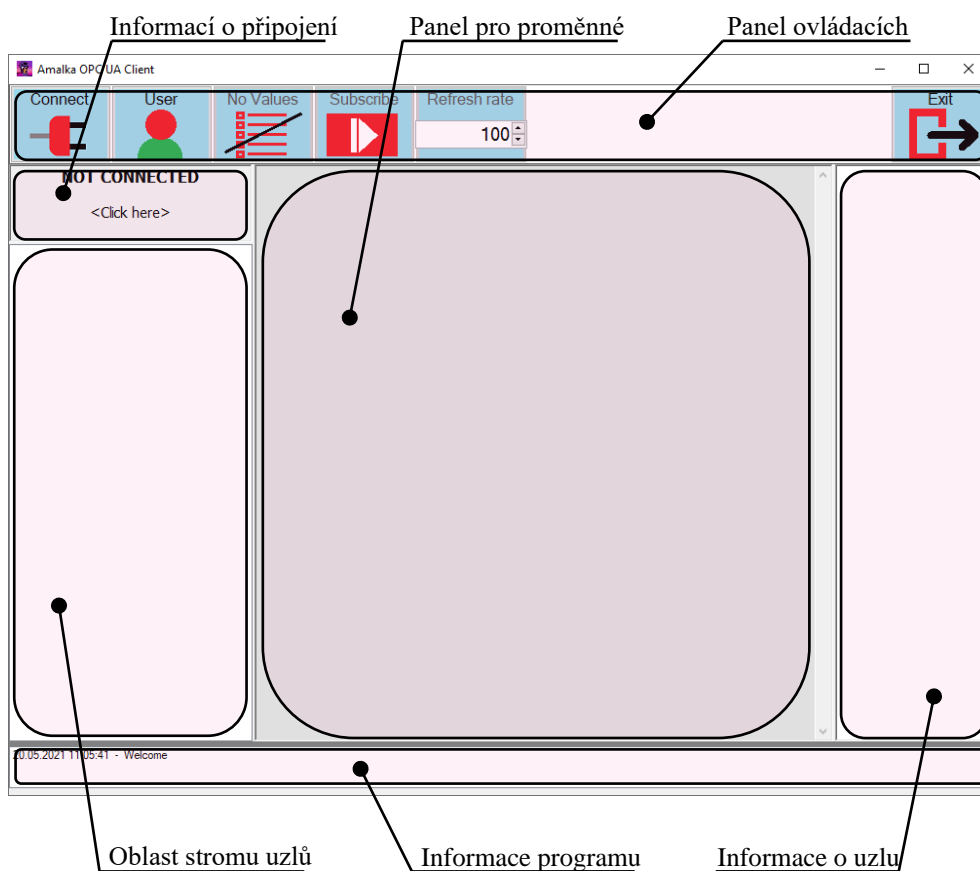 Informací o připojení
Panel pro proměnné
Panel ovládacích
Amalka OPC UA Client
Connect
User
No Values
Subscribe
Refresh rate
100
Exit
NOT CONNECTED
<Click here>
20.05.2021 11:05:41 - Welcome
Oblast stromu uzlů
Informace programu
Informace o uzlu